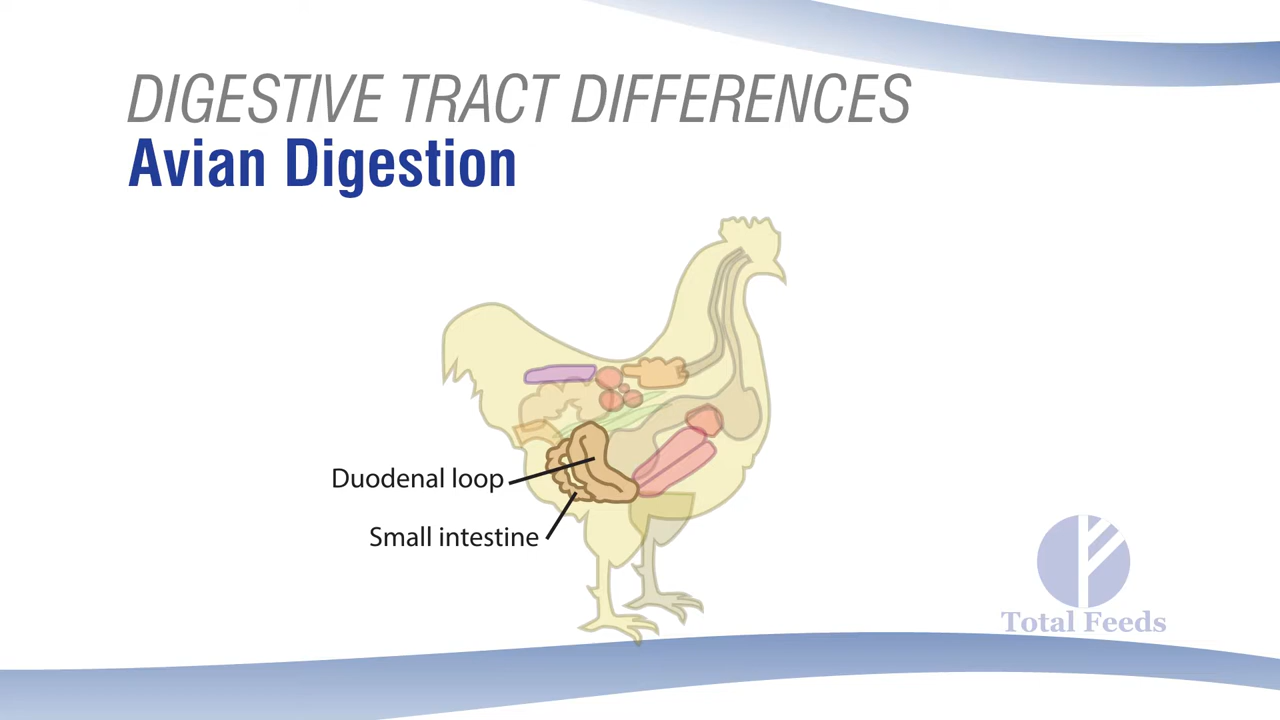 DIGESTIVE TRACT DIFFERENCES
Avian Digestion
Duodenal loop
Small intestine
Total Feeds